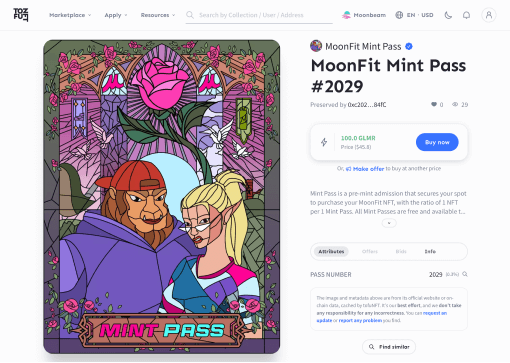 TOZ
FUM
Marketplace
Apply
Resources
Search by Collection / User / Address
Moonbeam
EN · USD
MoonFit Mint Pass
MoonFit Mint Pass
#2029
Preserved by 0xc202...84fC
0
29
100.0 GLMR
Price ($45.8)
Buy now
Or, Make offer to buy at another price
Mint Pass is a pre-mint admission that secures your spot
to purchase your MoonFit NFT, with the ratio of 1 NFT
per 1 Mint Pass. All Mint Passes are free and available t...
Attributes
Offers
Bids
Info
PASS NUMBER
2029
The image and metadata above are from its official website or on-
chain data, cached by tofuNFT. It's our best effort, and we don't take
any responsibility for any incorrectness. You can request an
update or report any problem you find.
Find similar
MINT PASS